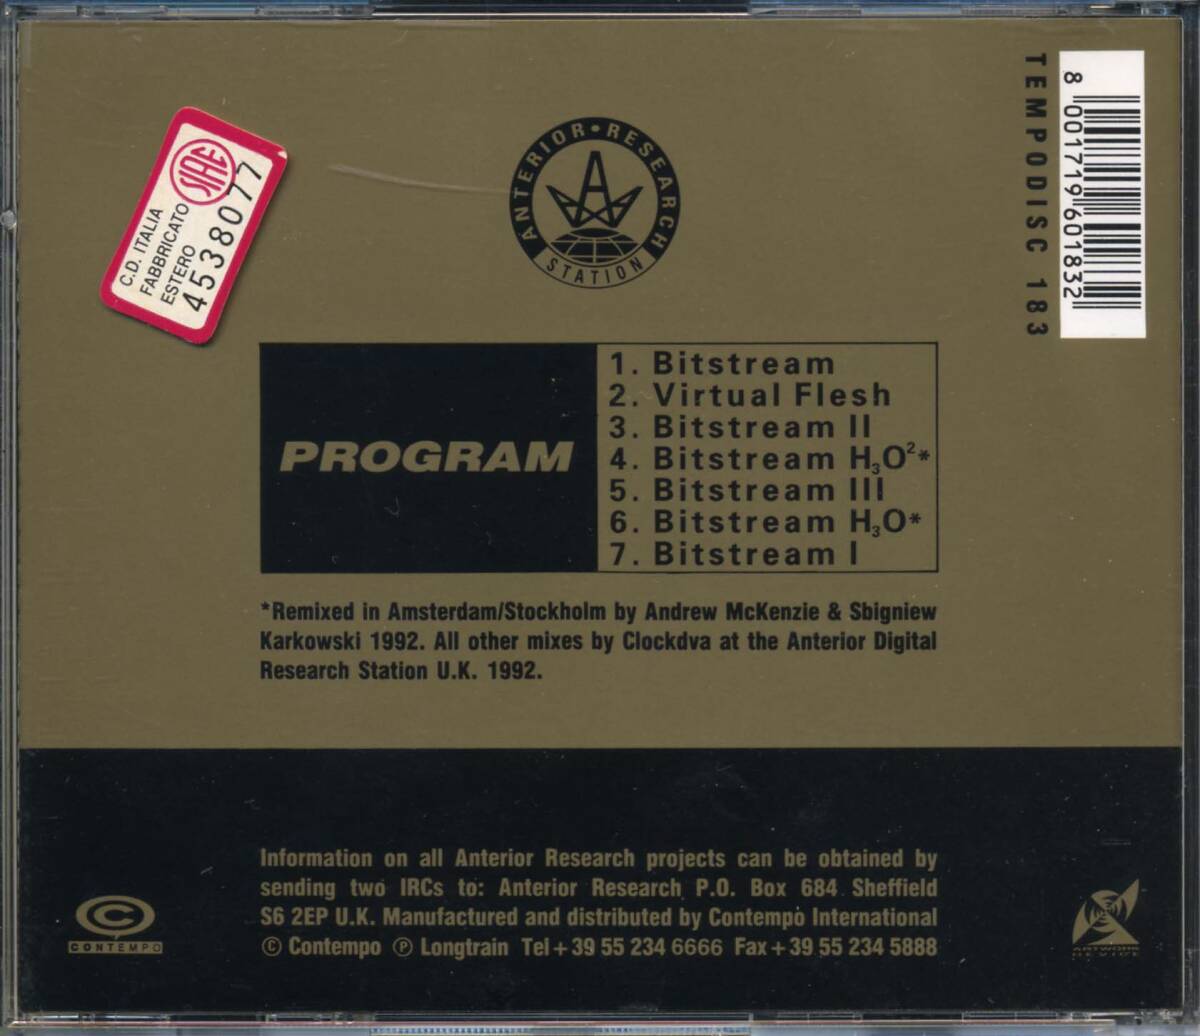 ANTERIOR • RESEARCH
STATION
SIAE
C.D. ITALIA
FABBRICATO
ESTERO
4538077
TEMPODISC 183
8 001719 601832
PROGRAM
1. Bitstream
2. Virtual Flesh
3. Bitstream II
4. Bitstream H₃O²*
5. Bitstream III
6. Bitstream H₃O*
7. Bitstream I
*Remixed in Amsterdam/Stockholm by Andrew McKenzie & Sbigniew
Karkowski 1992. All other mixes by Clockdva at the Anterior Digital
Research Station U.K. 1992.
Information on all Anterior Research projects can be obtained by
sending two IRCs to: Anterior Research P.O. Box 684 Sheffield
S6 2EP U.K. Manufactured and distributed by Contempo International
© Contempo ℗ Longtrain Tel+39 55 234 6666 Fax+39 55 234 5888
C
CONTEMPO
ARTWORK
DEVICE